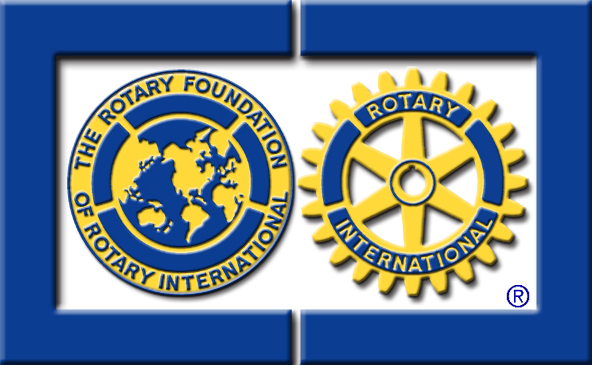 THE ROTARY FOUNDATION
OF ROTARY INTERNATIONAL
ROTARY
INTERNATIONAL
®